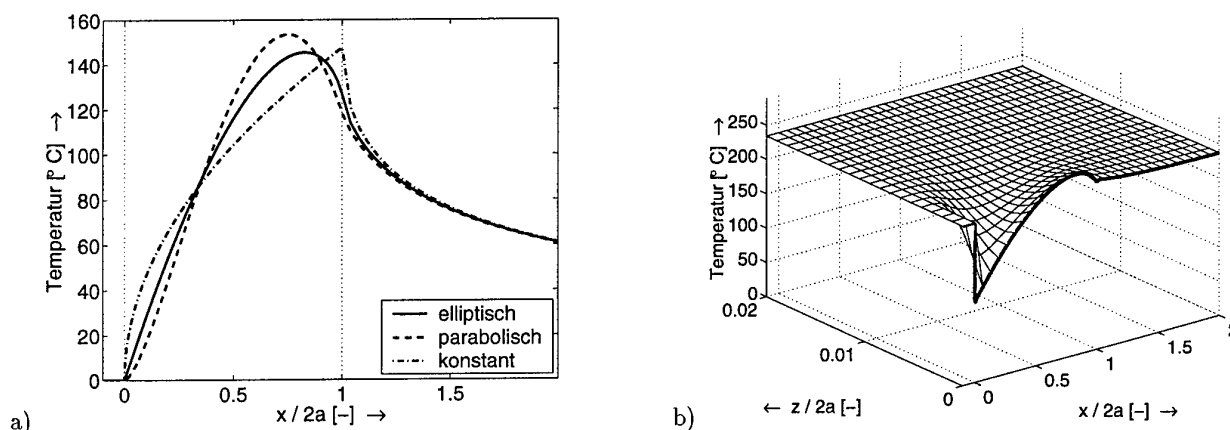 160
140
120
100
80
60
40
20
0
Temperatur [° C] →
0
0.5
1
1.5
x / 2a [–] →
elliptisch
parabolisch
konstant
a)
250
200
150
100
50
0
Temperatur [° C] →
0.02
0.01
0
← z / 2a [–]
0
0.5
1
1.5
x / 2a [–] →
b)